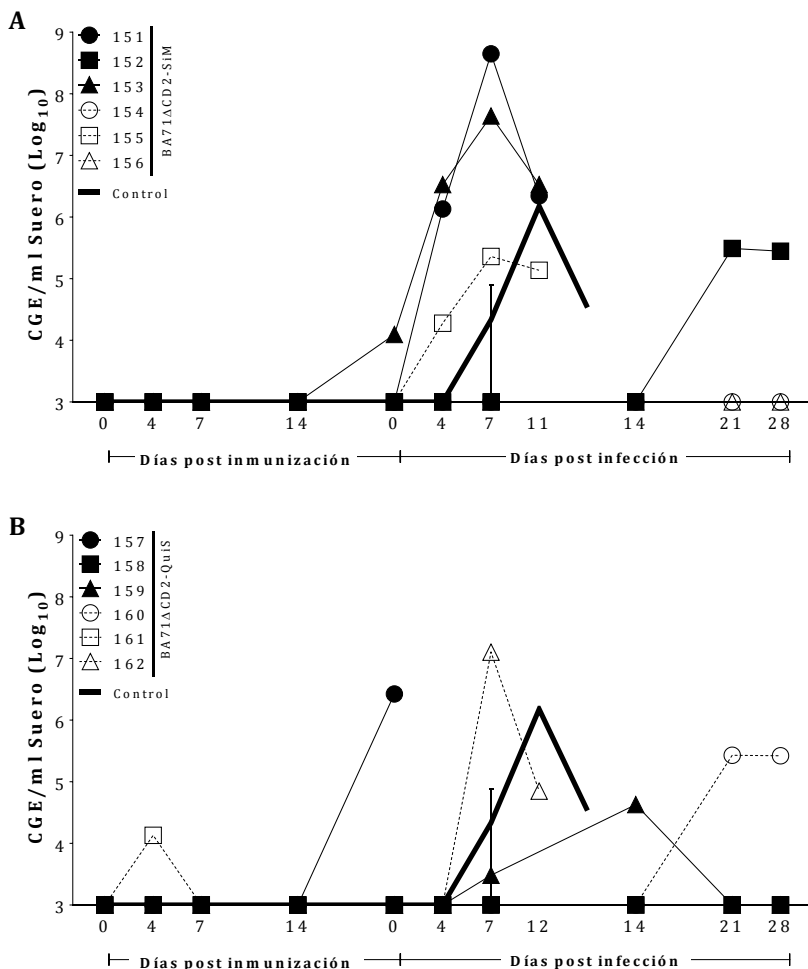 A
CGE/ml Suero (Log10)
9
8
7
6
5
4
3
151
152
153
154
155
156
Control
BA71ΔCD2-SiM
0 4 7 14 0 4 7 11 14 21 28
Días post inmunización Días post infección
B
CGE/ml Suero (Log10)
9
8
7
6
5
4
3
157
158
159
160
161
162
Control
BA71ΔCD2-QuiS
0 4 7 14 0 4 7 12 14 21 28
Días post inmunización Días post infección